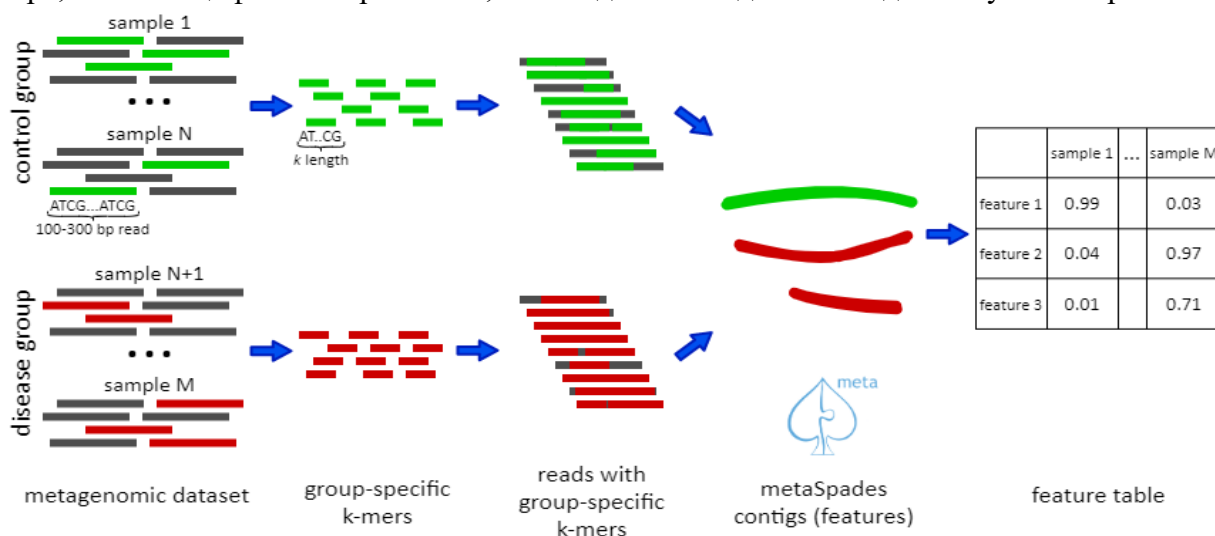 sample 1
control group
• • •
sample N
AT..CG
k length
ATCG...ATCG
100-300 bp read
sample 1 ... sample M
feature 1 0.99 0.03
feature 2 0.04 0.97
feature 3 0.01 0.71
sample N+1
disease group
• • •
sample M
meta
metagenomic dataset
group-specific
k-mers
reads with
group-specific
k-mers
metaSpades
contigs (features)
feature table